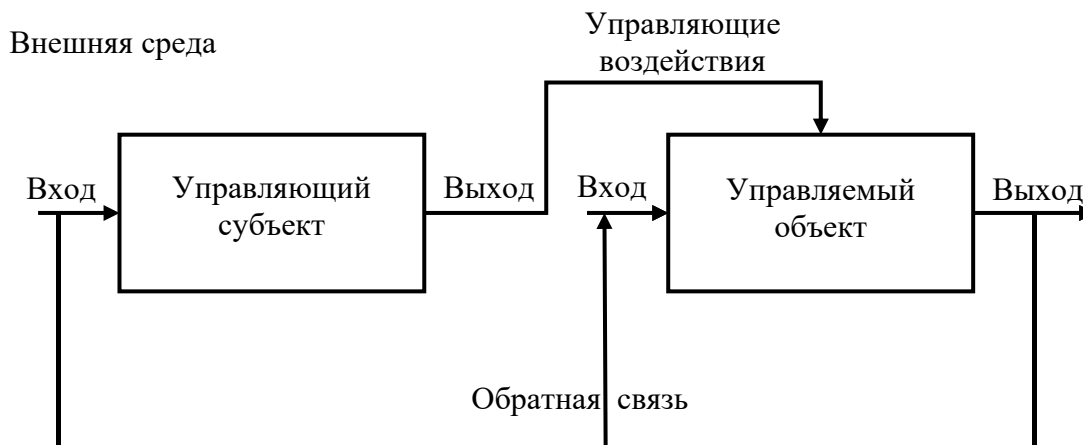 Внешняя среда
Управляющие
воздействия
Вход
Управляющий
субъект
Выход
Вход
Управляемый
объект
Выход
Обратная связь